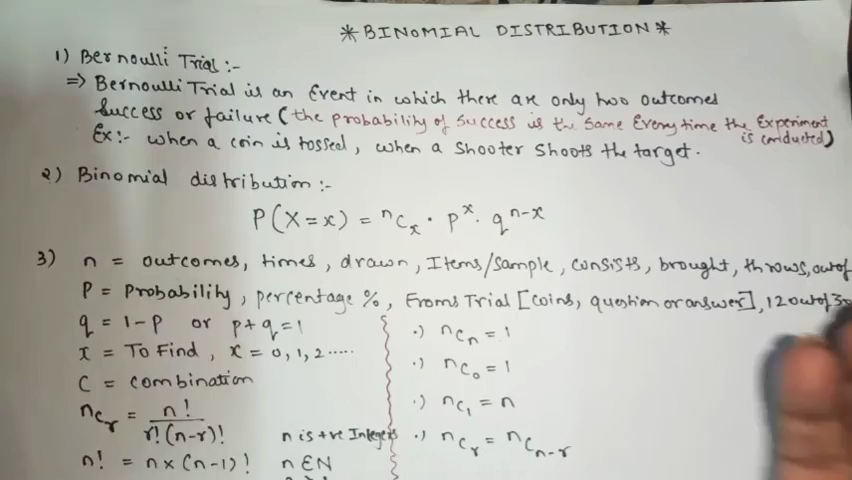 *BINOMIAL DISTRIBUTION*
1) Bernoulli Trial :-
=> Bernoulli Trial is an Event in which there are only two outcomes
Success or failure ( the probability of Success is the Same Every time the Experiment
is conducted)
Ex :- when a coin is tossed, when a Shooter Shoots the target.
2) Binomial distribution :-
P(X=x) = ⁿCₓ · pˣ · qⁿ⁻ˣ
3) n = outcomes, times, drawn, Items/sample, consists, brought, throws, out of
P = Probability, percentage %, From Trial [coins, question or answer], 12 out of 30
q = 1-p or p+q=1
x = To Find, x = 0, 1, 2 .....
C = combination
nCr = n! / r!(n-r)!
n! = n×(n-1)!
n is +ve Integers
n∈N
·) nCn = 1
·) nC0 = 1
·) nC1 = n
·) nCr = nCn-r